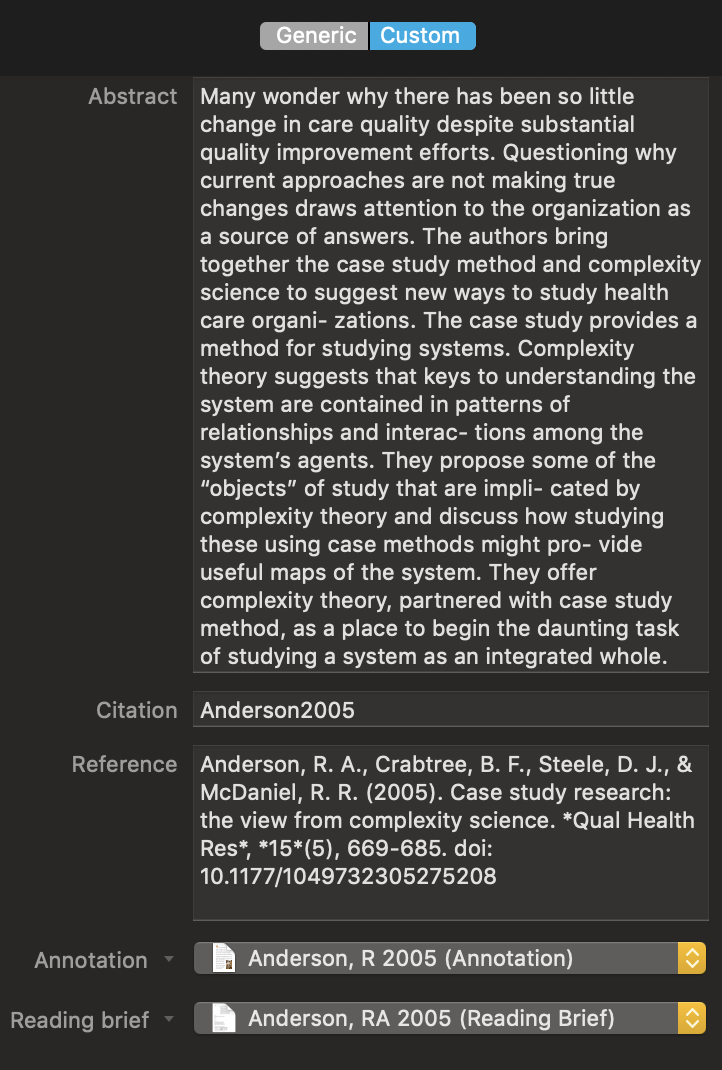 Generic Custom
Abstract
Many wonder why there has been so little
change in care quality despite substantial
quality improvement efforts. Questioning why
current approaches are not making true
changes draws attention to the organization as
a source of answers. The authors bring
together the case study method and complexity
science to suggest new ways to study health
care organi- zations. The case study provides a
method for studying systems. Complexity
theory suggests that keys to understanding the
system are contained in patterns of
relationships and interac- tions among the
system’s agents. They propose some of the
“objects” of study that are impli- cated by
complexity theory and discuss how studying
these using case methods might pro- vide
useful maps of the system. They offer
complexity theory, partnered with case study
method, as a place to begin the daunting task
of studying a system as an integrated whole.
Citation
Anderson2005
Reference
Anderson, R. A., Crabtree, B. F., Steele, D. J., &
McDaniel, R. R. (2005). Case study research:
the view from complexity science. *Qual Health
Res*, *15*(5), 669-685. doi:
10.1177/1049732305275208
Annotation
Anderson, R 2005 (Annotation)
Reading brief
Anderson, RA 2005 (Reading Brief)